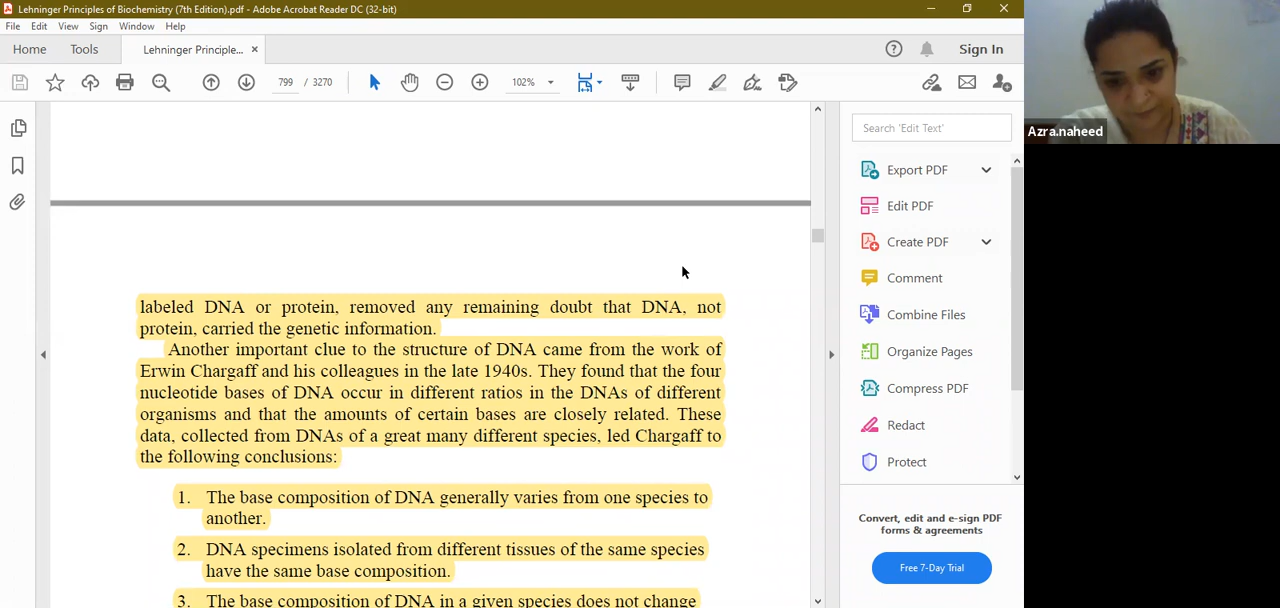 Lehninger Principles of Biochemistry (7th Edition).pdf - Adobe Acrobat Reader DC (32-bit)
File Edit View Sign Window Help
Home Tools Lehninger Principle... × Sign In
799 / 3270 102%
Search 'Edit Text'
Azra.naheed
Export PDF
Edit PDF
Create PDF
Comment
Combine Files
Organize Pages
Compress PDF
Redact
Protect
Convert, edit and e-sign PDF
forms & agreements
Free 7-Day Trial
labeled DNA or protein, removed any remaining doubt that DNA, not
protein, carried the genetic information.
Another important clue to the structure of DNA came from the work of
Erwin Chargaff and his colleagues in the late 1940s. They found that the four
nucleotide bases of DNA occur in different ratios in the DNAs of different
organisms and that the amounts of certain bases are closely related. These
data, collected from DNAs of a great many different species, led Chargaff to
the following conclusions:
1. The base composition of DNA generally varies from one species to
another.
2. DNA specimens isolated from different tissues of the same species
have the same base composition.
3. The base composition of DNA in a given species does not change